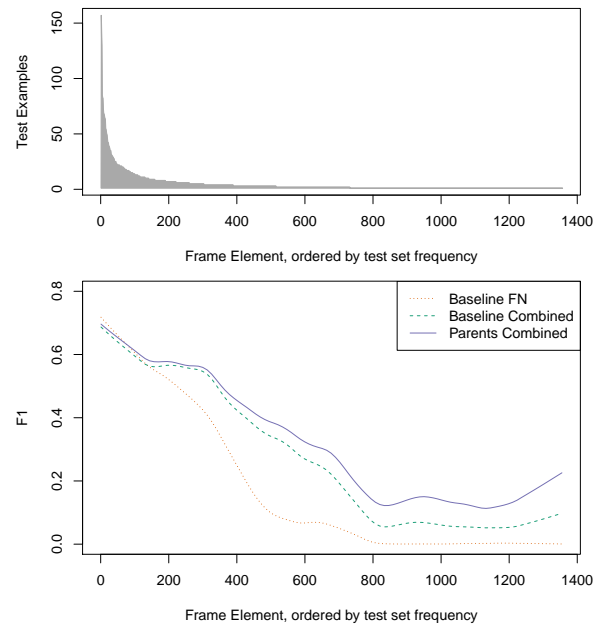 150
100
50
0
Test Examples
0 200 400 600 800 1000 1200 1400
Frame Element, ordered by test set frequency
0.8
0.6
0.4
0.2
0.0
F1
Baseline FN
Baseline Combined
Parents Combined
0 200 400 600 800 1000 1200 1400
Frame Element, ordered by test set frequency